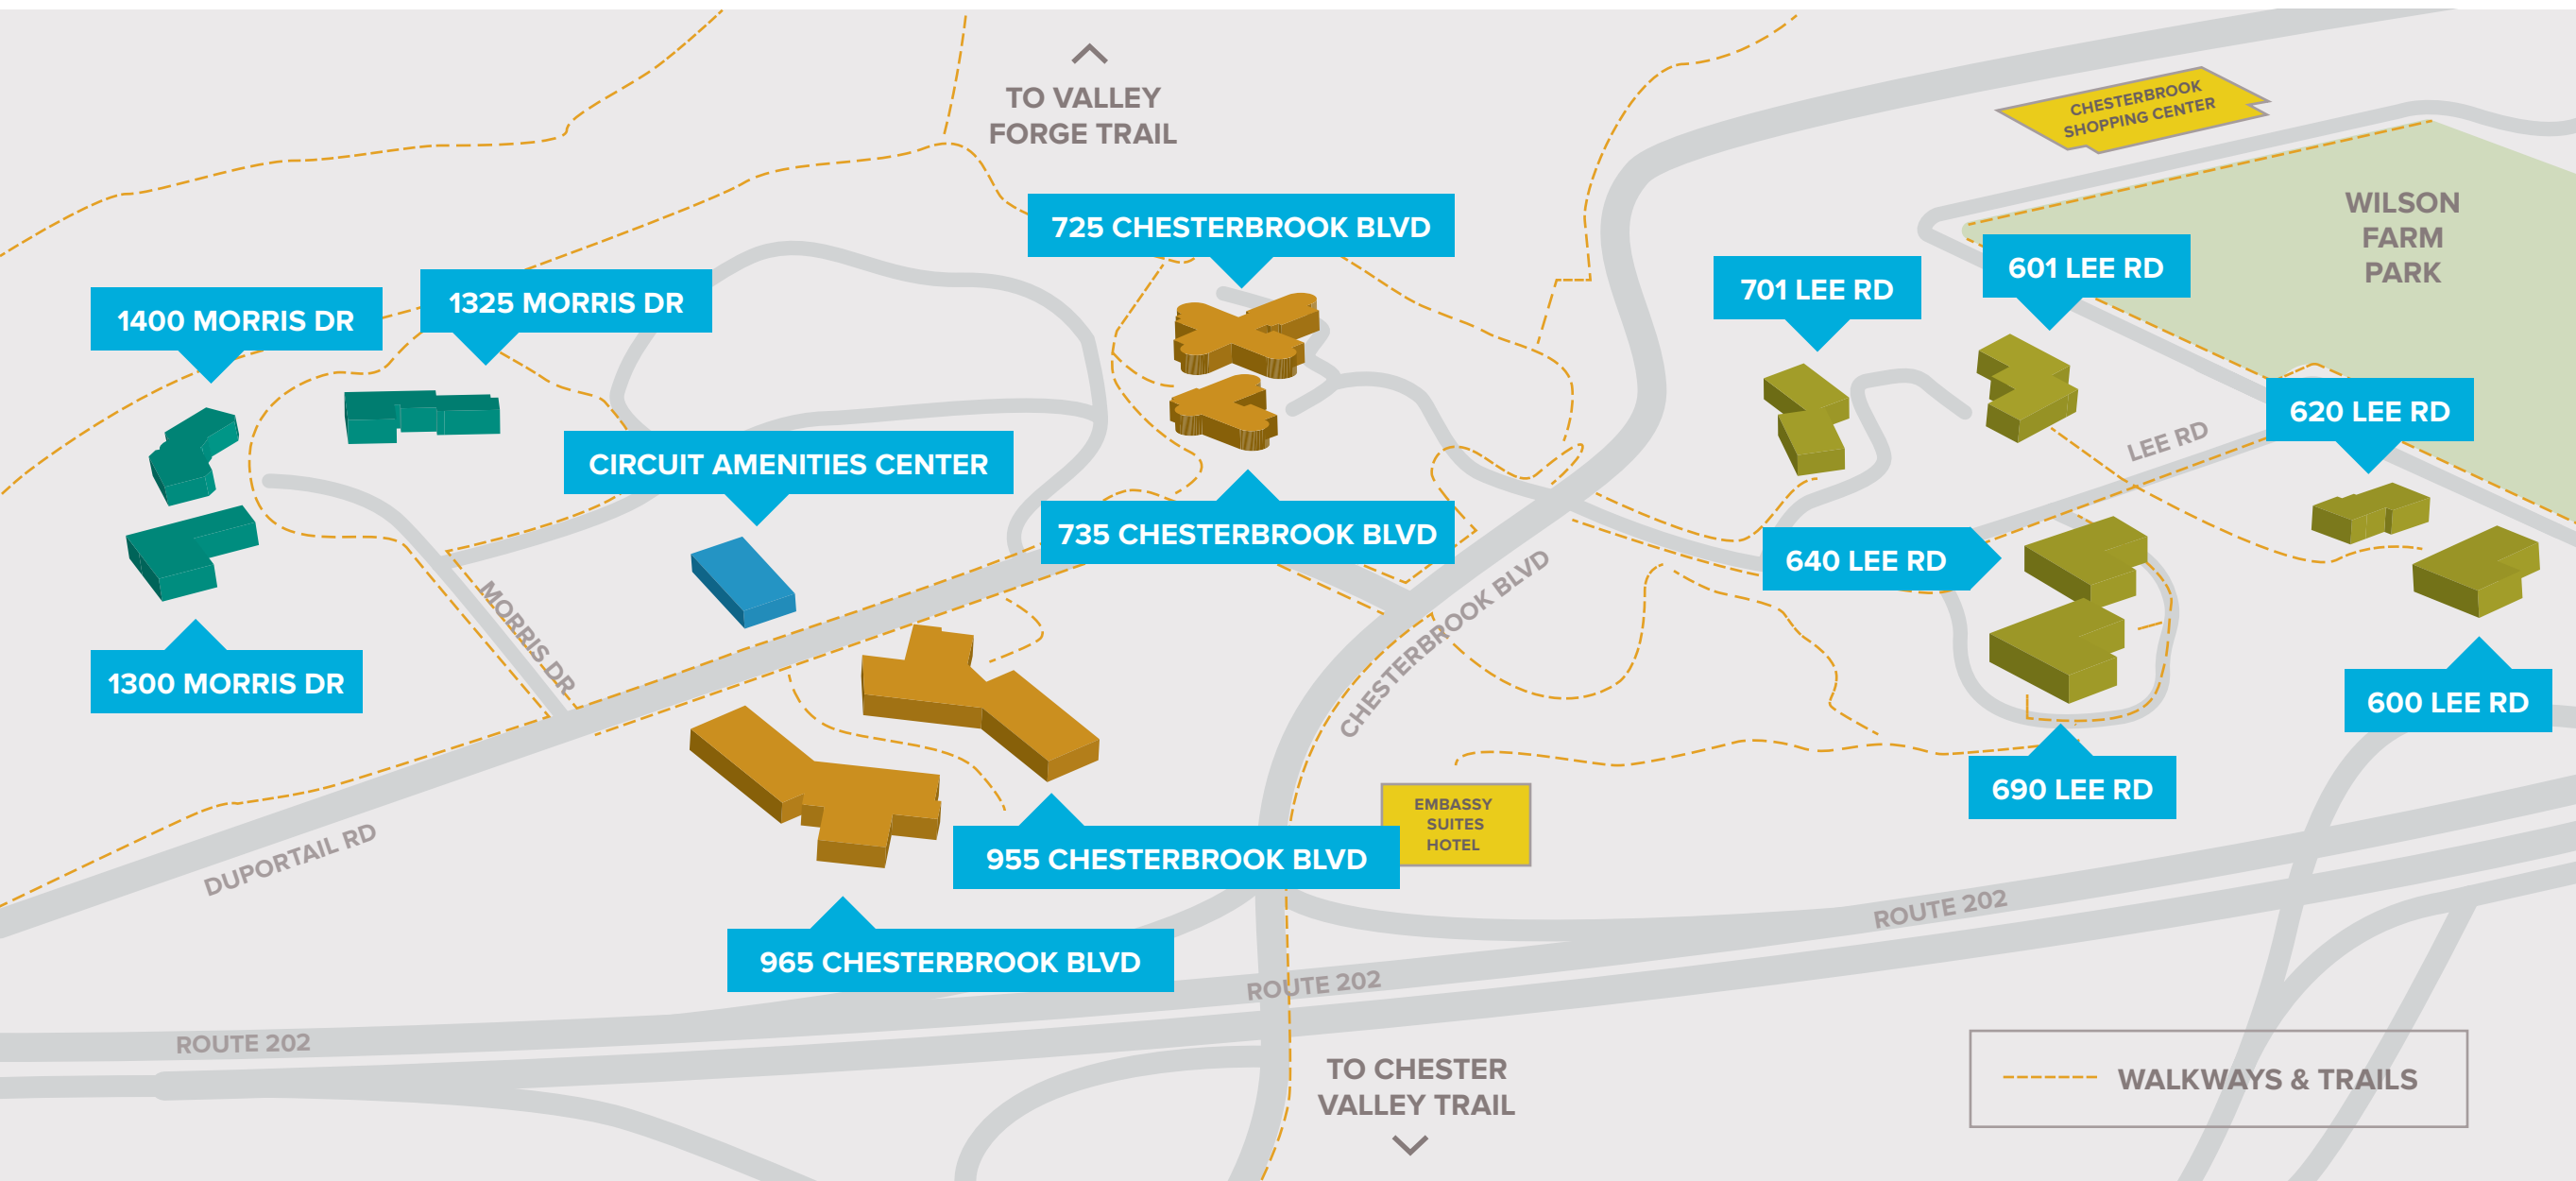 TO VALLEY
FORGE TRAIL
CHESTERBROOK
SHOPPING CENTER
WILSON
FARM
PARK
725 CHESTERBROOK BLVD
701 LEE RD
601 LEE RD
1400 MORRIS DR
1325 MORRIS DR
620 LEE RD
LEE RD
CIRCUIT AMENITIES CENTER
735 CHESTERBROOK BLVD
640 LEE RD
MORRIS DR
CHESTERBROOK BLVD
1300 MORRIS DR
600 LEE RD
690 LEE RD
EMBASSY
SUITES
HOTEL
DUPORTAIL RD
955 CHESTERBROOK BLVD
965 CHESTERBROOK BLVD
ROUTE 202
ROUTE 202
ROUTE 202
TO CHESTER
VALLEY TRAIL
WALKWAYS & TRAILS